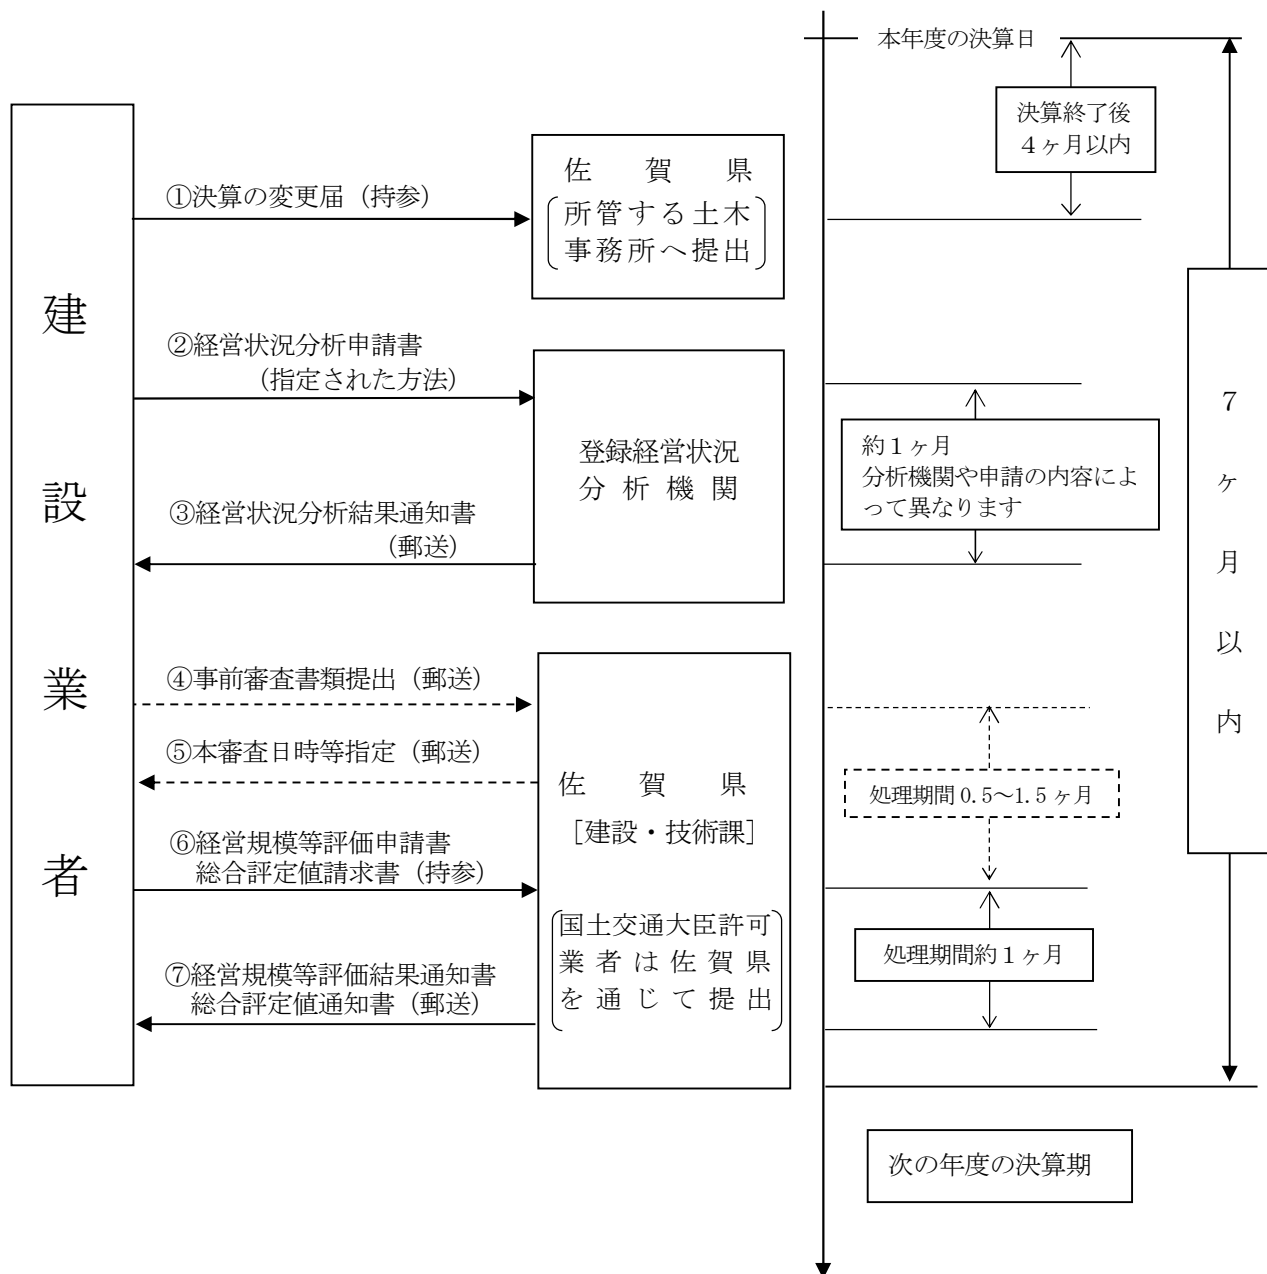 本年度の決算日
決算終了後
４ヶ月以内
建設業者
①決算の変更届（持参）
佐賀県
所管する土木
事務所へ提出
②経営状況分析申請書
（指定された方法）
登録経営状況
分析機関
③経営状況分析結果通知書
（郵送）
約１ヶ月
分析機関や申請の内容によ
って異なります
７ヶ月以内
④事前審査書類提出（郵送）
⑤本審査日時等指定（郵送）
佐賀県
［建設・技術課］
処理期間 0.5～1.5 ヶ月
⑥経営規模等評価申請書
総合評定値請求書（持参）
国土交通大臣許可
業者は佐賀県
を通じて提出
処理期間約１ヶ月
⑦経営規模等評価結果通知書
総合評定値通知書（郵送）
次の年度の決算期